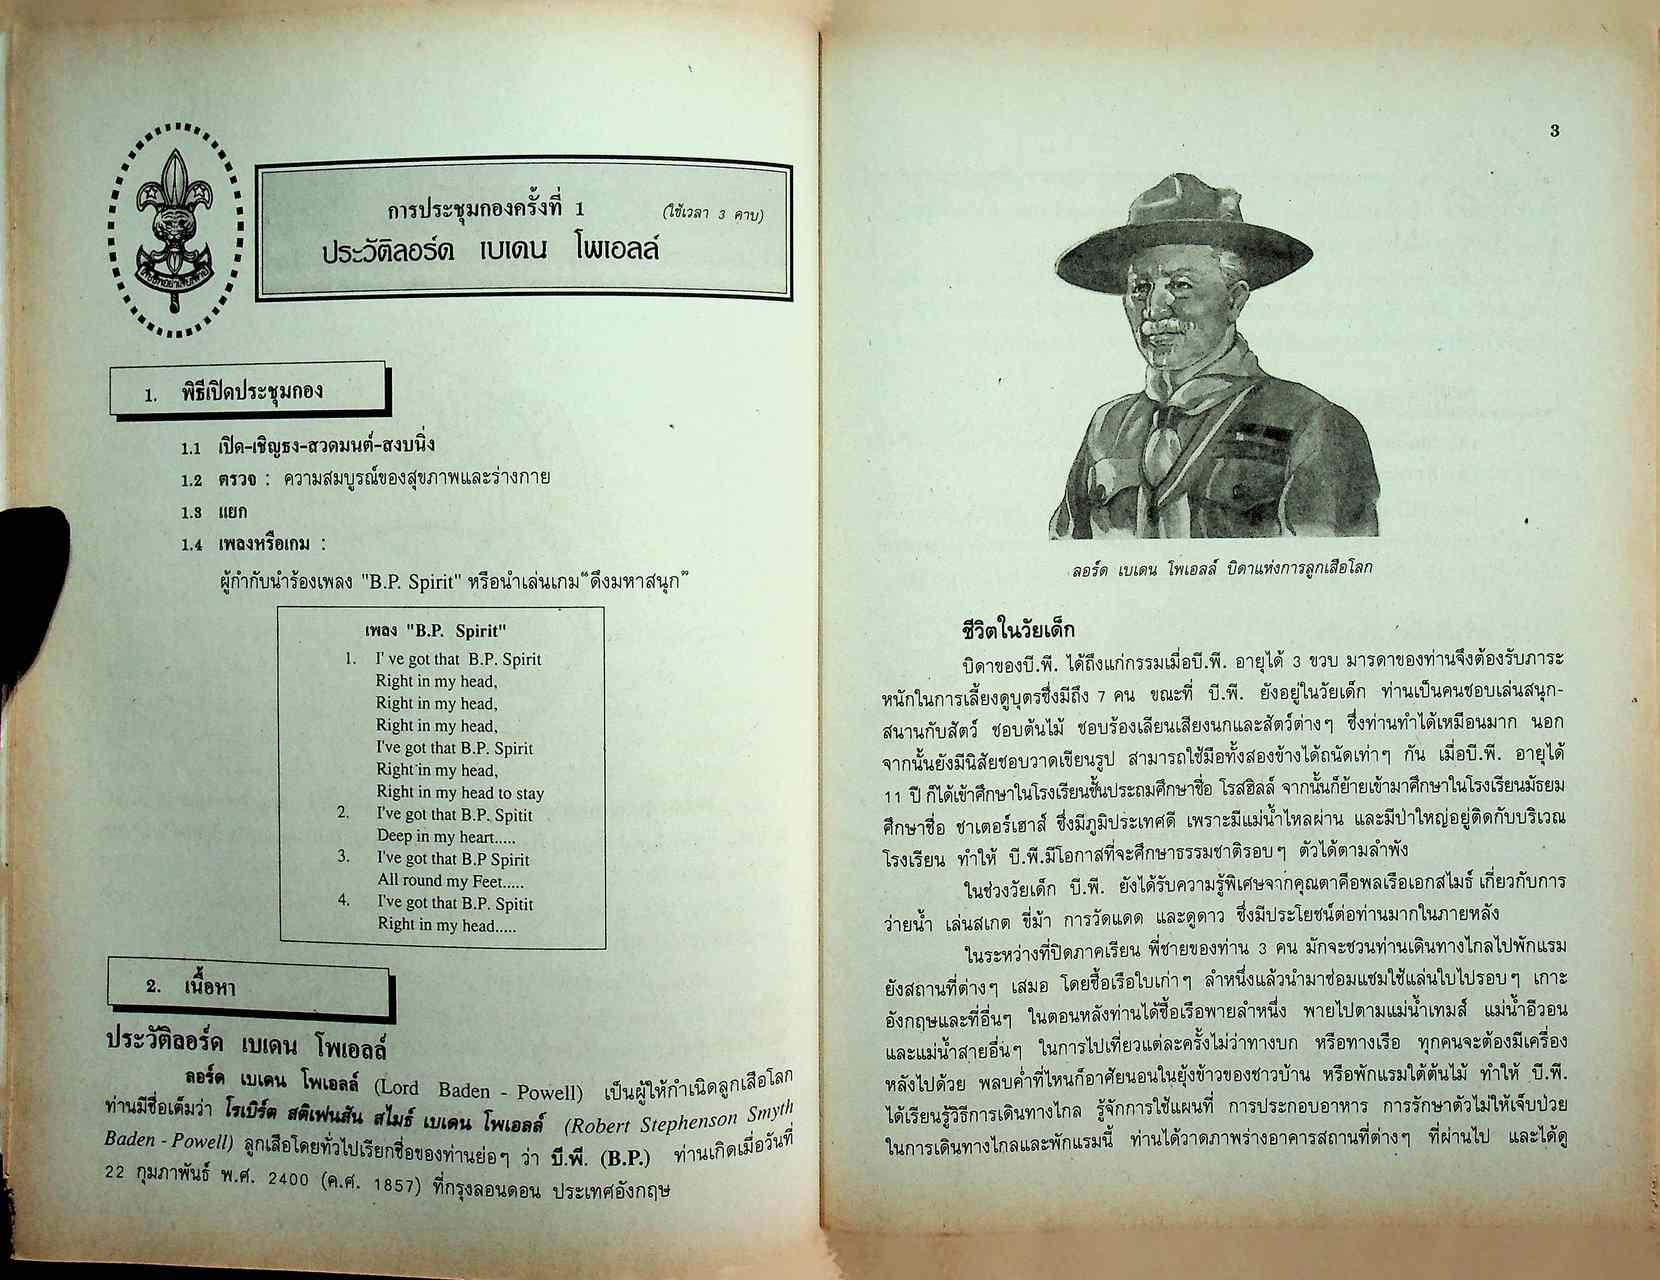 การประชุมกองครั้งที่ 1 (ใช้เวลา 3 คาบ)
ประวัติลอร์ด เบเดน โพเอลล์
1. พิธีเปิดประชุมกอง
1.1 เปิด-เชิญธง-สวดมนต์-สงบนิ่ง
1.2 ตรวจ : ความสมบูรณ์ของสุขภาพและร่างกาย
1.3 แยก
1.4 เพลงหรือเกม :
ผู้กำกับนำร้องเพลง "B.P. Spirit" หรือนำเล่นเกม "ดึงมหาสนุก"
เพลง "B.P. Spirit"
1. I' ve got that B.P. Spirit
Right in my head,
Right in my head,
Right in my head,
I've got that B.P. Spirit
Right in my head,
Right in my head to stay
2. I've got that B.P. Spitit
Deep in my heart.....
3. I've got that B.P Spirit
All round my Feet.....
4. I've got that B.P. Spitit
Right in my head.....
2. เนื้อหา
ประวัติลอร์ด เบเดน โพเอลล์
ลอร์ด เบเดน โพเอลล์ (Lord Baden - Powell) เป็นผู้ให้กำเนิดลูกเสือโลก
ท่านมีชื่อเต็มว่า โรเบิร์ต สติเฟนสัน สไมธ์ เบเดน โพเอลล์ (Robert Stephenson Smyth
Baden - Powell) ลูกเสือโดยทั่วไปเรียกชื่อของท่านย่อๆ ว่า บี.พี. (B.P.) ท่านเกิดเมื่อวันที่
22 กุมภาพันธ์ พ.ศ. 2400 (ค.ศ. 1857) ที่กรุงลอนดอน ประเทศอังกฤษ
3
ลอร์ด เบเดน โพเอลล์ บิดาแห่งการลูกเสือโลก
ชีวิตในวัยเด็ก
บิดาของบี.พี. ได้ถึงแก่กรรมเมื่อบี.พี. อายุได้ 3 ขวบ มารดาของท่านจึงต้องรับภาระ
หนักในการเลี้ยงดูบุตรซึ่งมีถึง 7 คน ขณะที่ บี.พี. ยังอยู่ในวัยเด็ก ท่านเป็นคนชอบเล่นสนุก-
สนานกับสัตว์ ชอบต้นไม้ ชอบร้องเลียนเสียงนกและสัตว์ต่างๆ ซึ่งท่านทำได้เหมือนมาก นอก
จากนั้นยังมีนิสัยชอบวาดเขียนรูป สามารถใช้มือทั้งสองข้างได้ถนัดเท่าๆ กัน เมื่อบี.พี. อายุได้
11 ปี ก็ได้เข้าศึกษาในโรงเรียนชั้นประถมศึกษาชื่อ โรสฮิลล์ จากนั้นก็ย้ายเข้ามาศึกษาในโรงเรียนมัธยม
ศึกษาชื่อ ชาเตอร์เฮาส์ ซึ่งมีภูมิประเทศดี เพราะมีแม่น้ำไหลผ่าน และมีป่าใหญ่อยู่ติดกับบริเวณ
โรงเรียน ทำให้ บี.พี.มีโอกาสที่จะศึกษาธรรมชาติรอบๆ ตัวได้ตามลำพัง
ในช่วงวัยเด็ก บี.พี. ยังได้รับความรู้พิเศษจากคุณตาคือพลเรือเอกสไมธ์ เกี่ยวกับการ
ว่ายน้ำ เล่นสเกต ขี่ม้า การวัดแดด และดูดาว ซึ่งมีประโยชน์ต่อท่านมากในภายหลัง
ในระหว่างที่ปิดภาคเรียน พี่ชายของท่าน 3 คน มักจะชวนท่านเดินทางไกลไปพักแรม
ยังสถานที่ต่างๆ เสมอ โดยซื้อเรือใบเก่าๆ ลำหนึ่งแล้วนำมาซ่อมแซมใช้แล่นใบไปรอบๆ เกาะ
อังกฤษและที่อื่นๆ ในตอนหลังท่านได้ซื้อเรือพายลำหนึ่ง พายไปตามแม่น้ำเทมส์ แม่น้ำอีวอน
และแม่น้ำสายอื่นๆ ในการไปเที่ยวแต่ละครั้งไม่ว่าทางบก หรือทางเรือ ทุกคนจะต้องมีเครื่อง
หลังไปด้วย พลบค่ำที่ไหนก็อาศัยนอนในยุ้งข้าวของชาวบ้าน หรือพักแรมใต้ต้นไม้ ทำให้ บี.พี.
ได้เรียนรู้วิธีการเดินทางไกล รู้จักการใช้แผนที่ การประกอบอาหาร การรักษาตัวไม่ให้เจ็บป่วย
ในการเดินทางไกลและพักแรมนี้ ท่านได้วาดภาพร่างอาคารสถานที่ต่างๆ ที่ผ่านไป และได้ดู